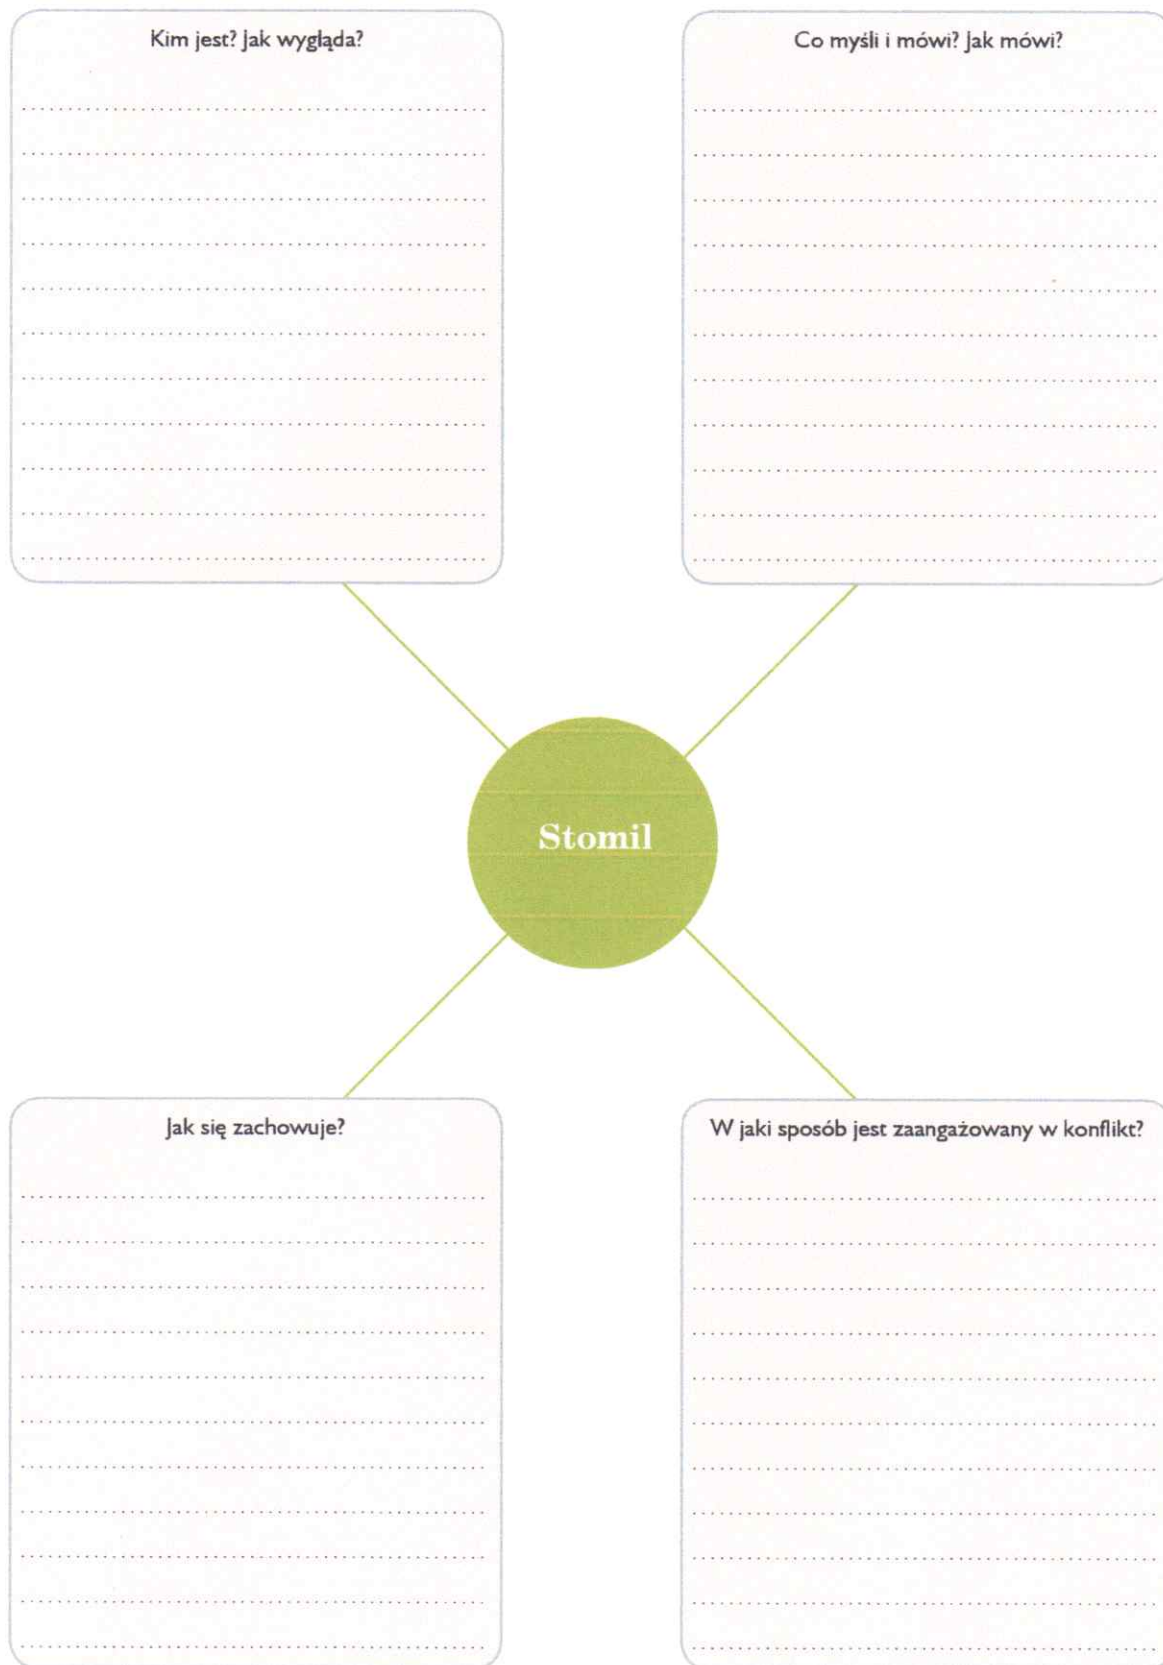 Kim jest? Jak wygląda?
Co myśli i mówi? Jak mówi?
Stomil
Jak się zachowuje?
W jaki sposób jest zaangażowany w konflikt?